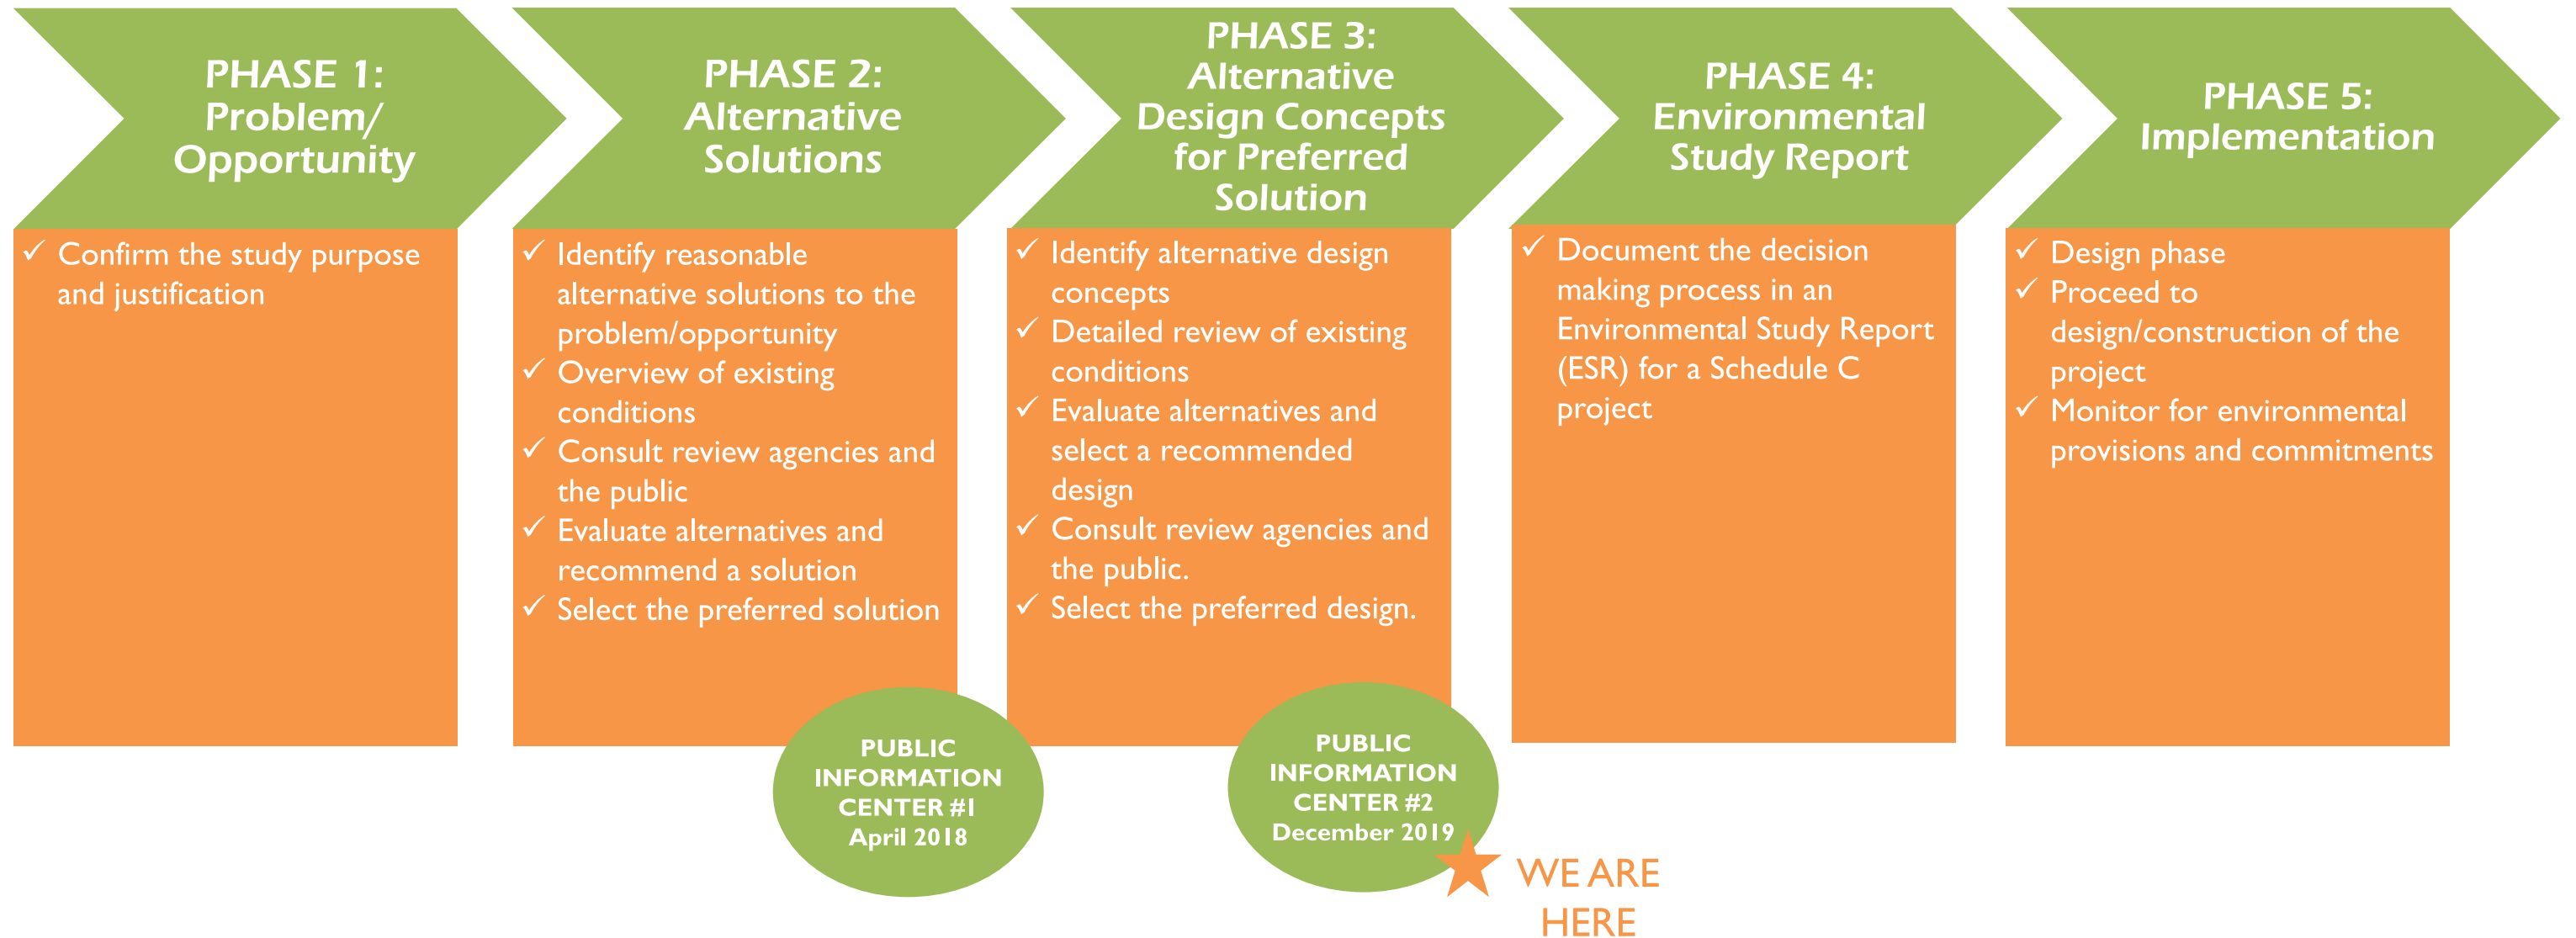 PHASE 1:
Problem/
Opportunity
✓ Confirm the study purpose
and justification
PHASE 2:
Alternative
Solutions
✓ Identify reasonable
alternative solutions to the
problem/opportunity
✓ Overview of existing
conditions
✓ Consult review agencies and
the public
✓ Evaluate alternatives and
recommend a solution
✓ Select the preferred solution
PUBLIC
INFORMATION
CENTER #1
April 2018
PHASE 3:
Alternative
Design Concepts
for Preferred
Solution
✓ Identify alternative design
concepts
✓ Detailed review of existing
conditions
✓ Evaluate alternatives and
select a recommended
design
✓ Consult review agencies and
the public.
✓ Select the preferred design.
PUBLIC
INFORMATION
CENTER #2
December 2019
WE ARE
HERE
PHASE 4:
Environmental
Study Report
✓ Document the decision
making process in an
Environmental Study Report
(ESR) for a Schedule C
project
PHASE 5:
Implementation
✓ Design phase
✓ Proceed to
design/construction of the
project
✓ Monitor for environmental
provisions and commitments